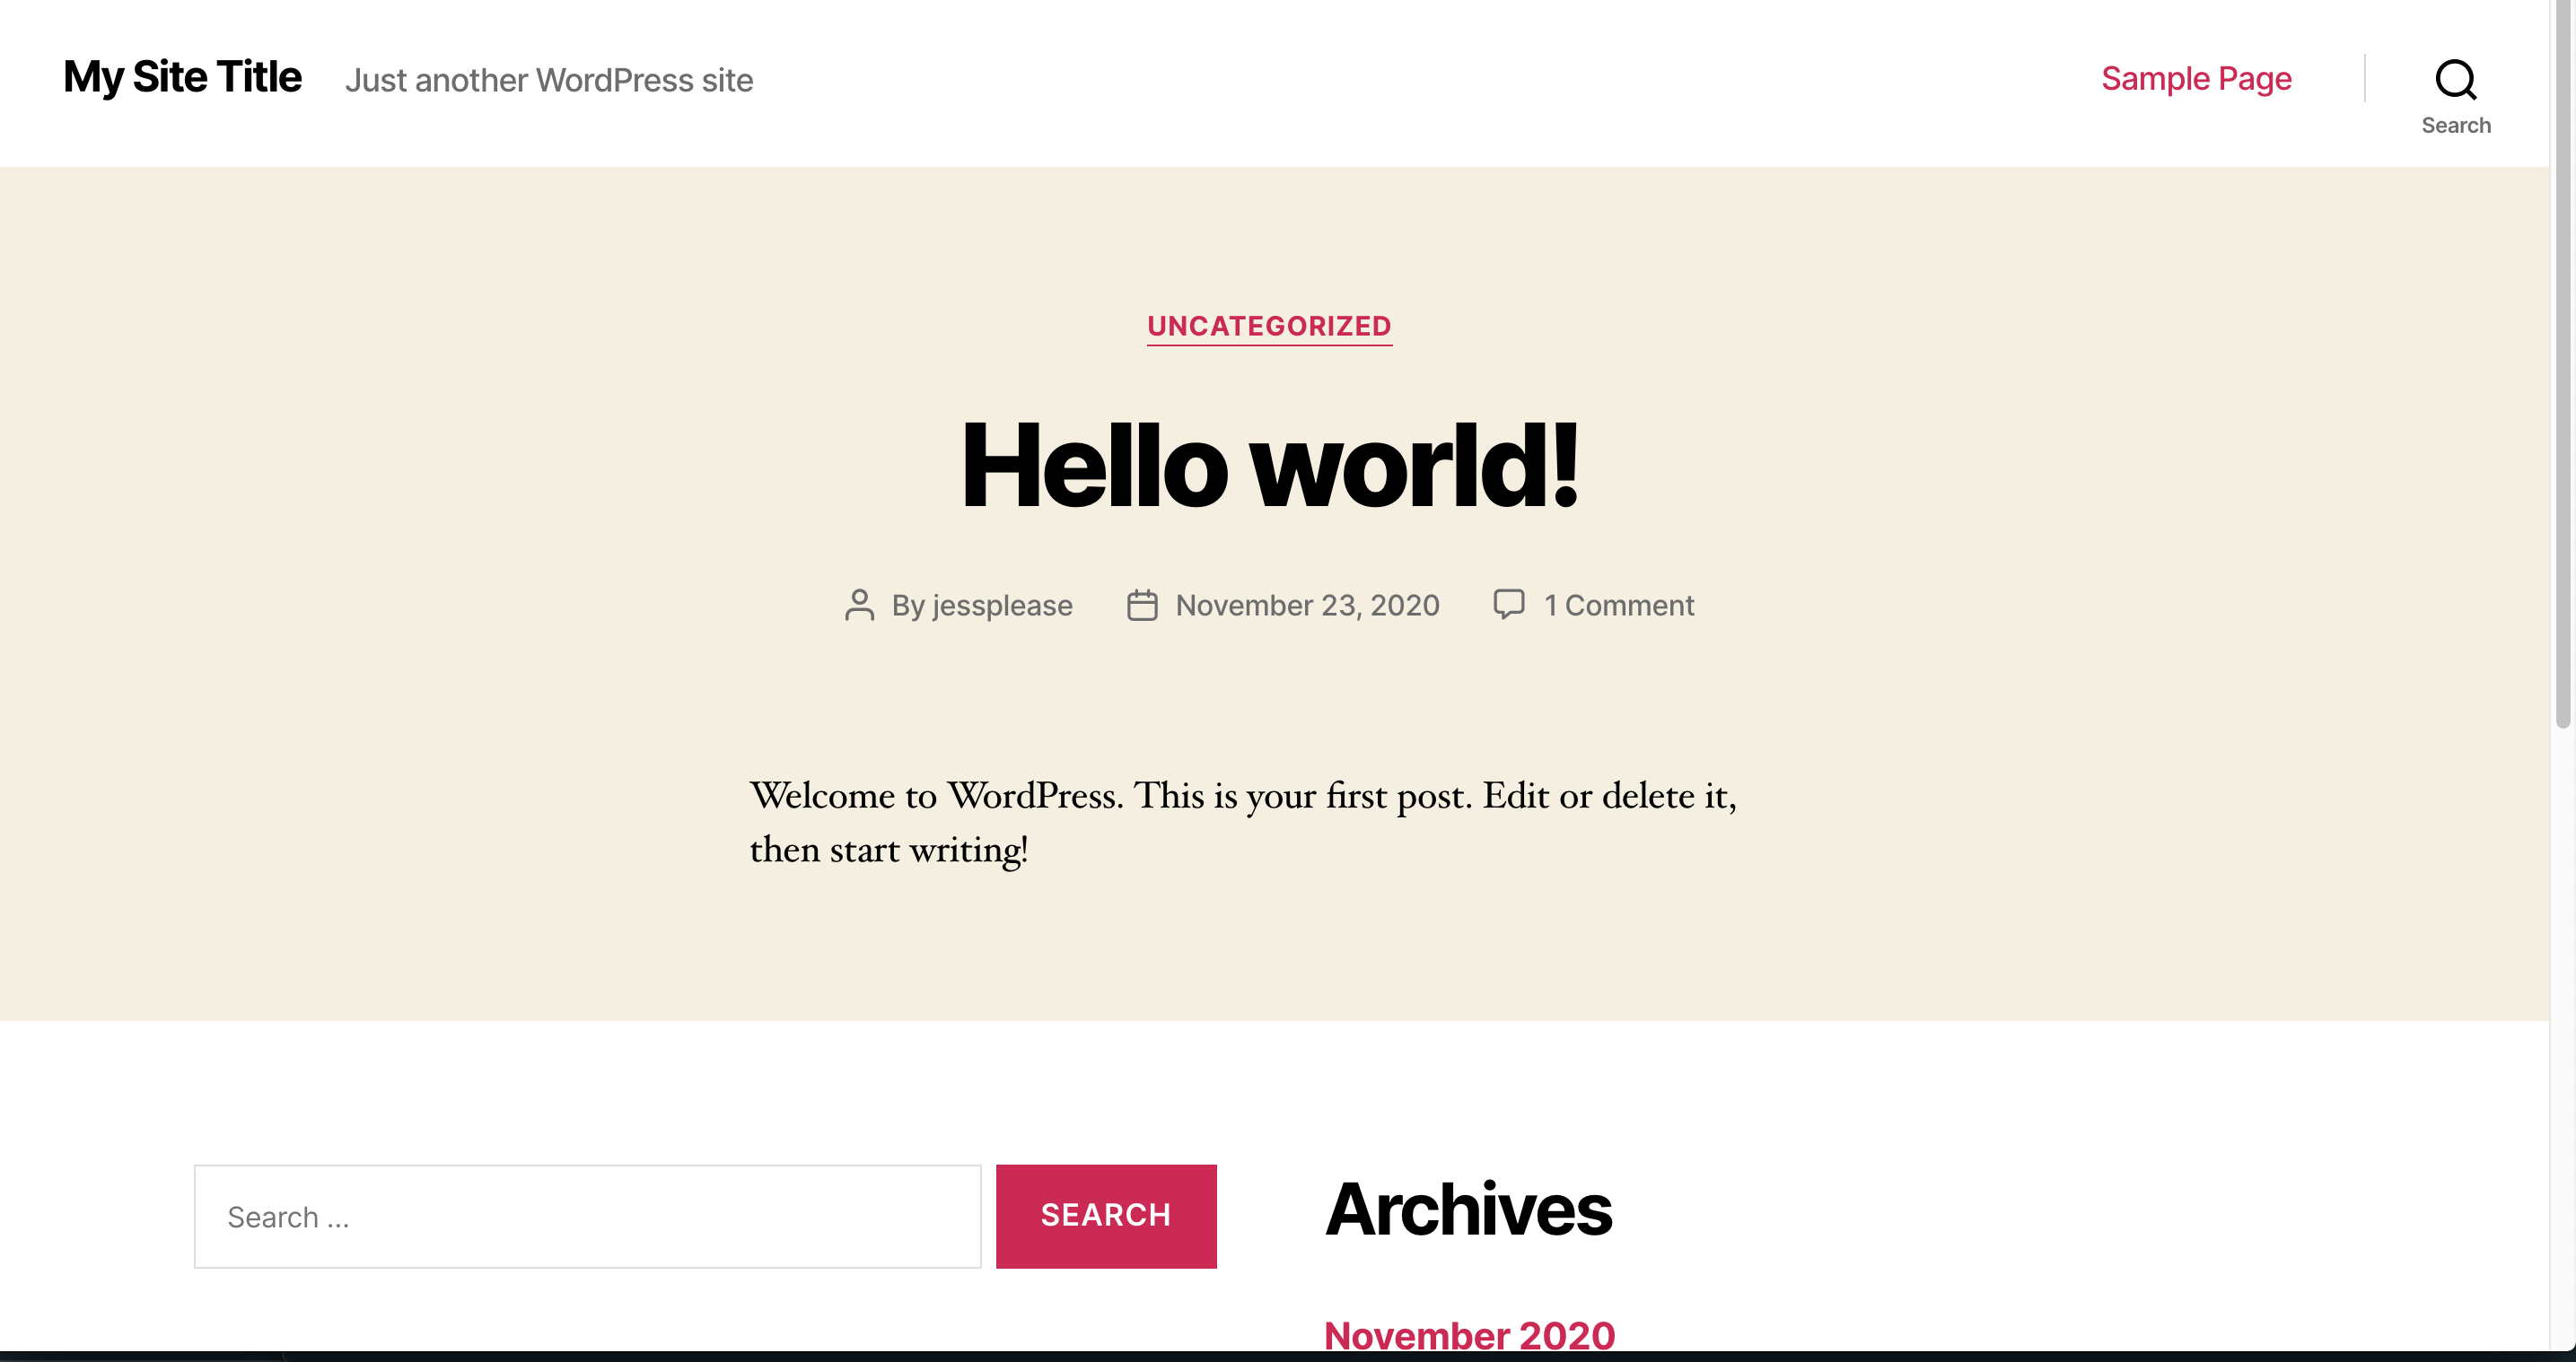 My Site Title Just another WordPress site Sample Page
Search
UNCATEGORIZED
Hello world!
By jessplease November 23, 2020 1 Comment
Welcome to WordPress. This is your first post. Edit or delete it,
then start writing!
Search … SEARCH
Archives
November 2020